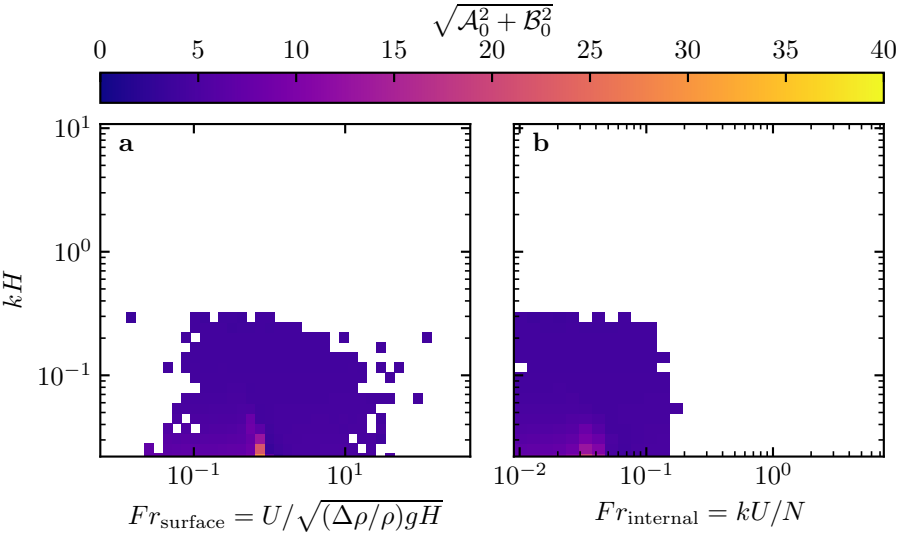 √(𝒜₀² + ℬ₀²)
0 5 10 15 20 25 30 35 40
a b
10¹
10⁰
kH
10⁻¹
10⁻¹ 10¹ 10⁻² 10⁻¹ 10⁰
Fr_surface = U/√((Δρ/ρ)gH) Fr_internal = kU/N